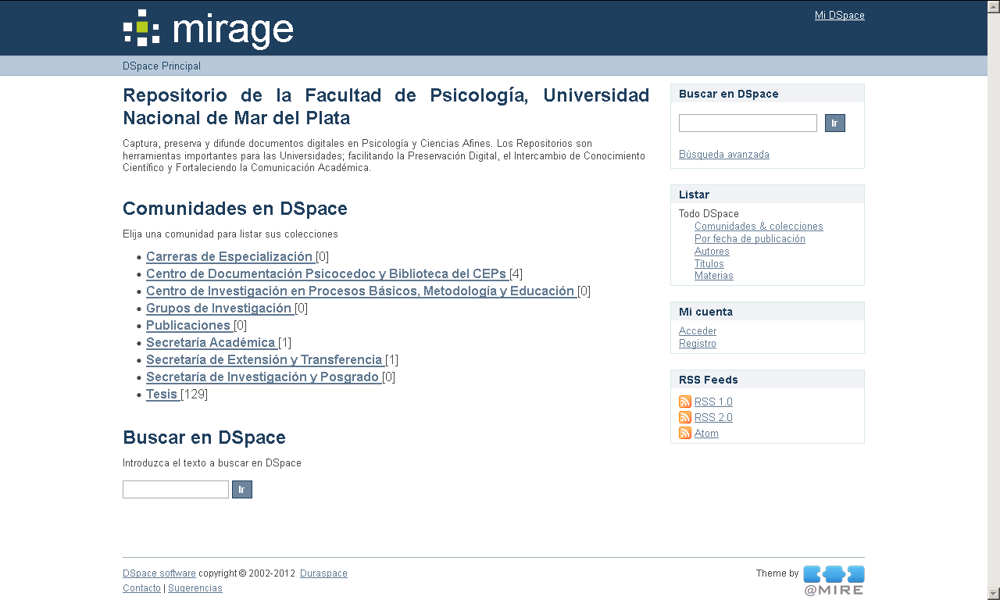 mirage
Mi DSpace
DSpace Principal
Repositorio de la Facultad de Psicología, Universidad
Nacional de Mar del Plata
Captura, preserva y difunde documentos digitales en Psicología y Ciencias Afines. Los Repositorios son
herramientas importantes para las Universidades; facilitando la Preservación Digital, el Intercambio de Conocimiento
Científico y Fortaleciendo la Comunicación Académica.
Comunidades en DSpace
Elija una comunidad para listar sus colecciones
Carreras de Especialización [0]
Centro de Documentación Psicocedoc y Biblioteca del CEPs [4]
Centro de Investigación en Procesos Básicos, Metodología y Educación [0]
Grupos de Investigación [0]
Publicaciones [0]
Secretaría Académica [1]
Secretaría de Extensión y Transferencia [1]
Secretaría de Investigación y Posgrado [0]
Tesis [129]
Buscar en DSpace
Introduzca el texto a buscar en DSpace
Ir
Buscar en DSpace
Ir
Búsqueda avanzada
Listar
Todo DSpace
Comunidades & colecciones
Por fecha de publicación
Autores
Títulos
Materias
Mi cuenta
Acceder
Registro
RSS Feeds
RSS 1.0
RSS 2.0
Atom
DSpace software copyright © 2002-2012 Duraspace
Contacto | Sugerencias
Theme by
@MIRE